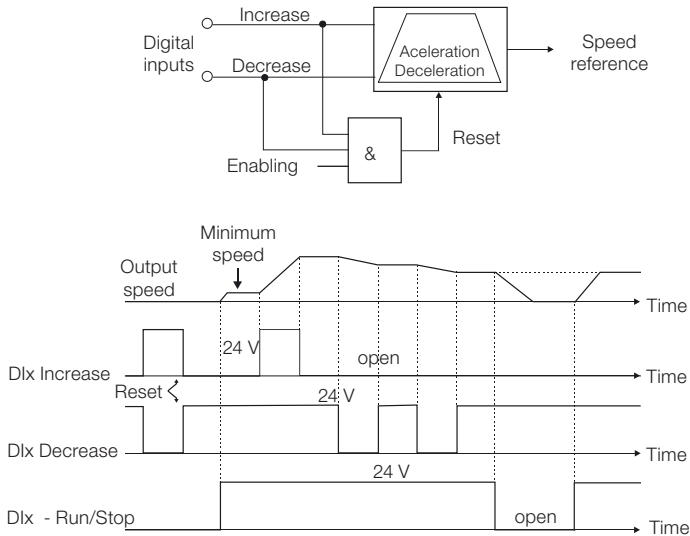 Increase
Digital
inputs
Decrease
Aceleration
Deceleration
Speed
reference
Enabling
&
Reset
Minimum
speed
Output
speed
Time
24 V
open
DIx Increase
Time
Reset
24 V
DIx Decrease
Time
24 V
DIx - Run/Stop
open
Time